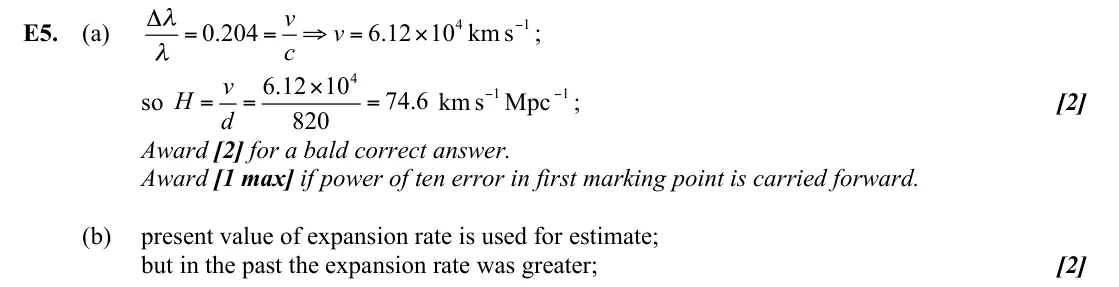 E5. (a) Δλ/λ = 0.204 = v/c ⇒ v = 6.12×10⁴ km s⁻¹ ;
so H = v/d = 6.12×10⁴/820 = 74.6 km s⁻¹ Mpc⁻¹ ; [2]
Award [2] for a bald correct answer.
Award [1 max] if power of ten error in first marking point is carried forward.
(b) present value of expansion rate is used for estimate;
but in the past the expansion rate was greater; [2]